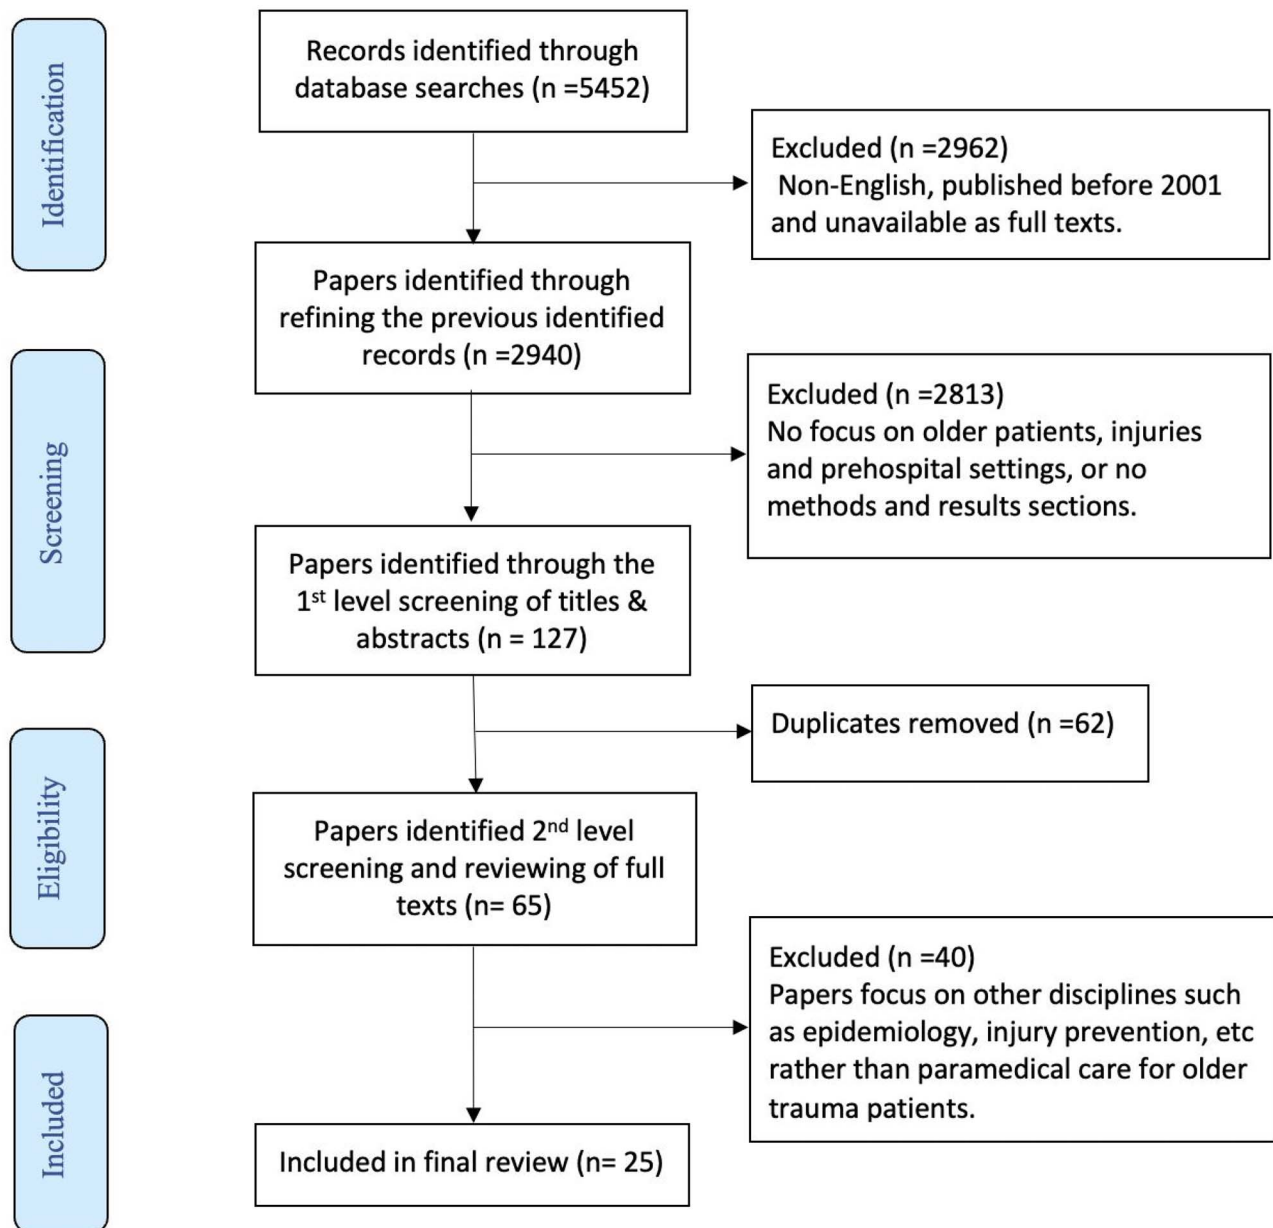 Identification
Records identified through
database searches (n =5452)
Excluded (n =2962)
Non-English, published before 2001
and unavailable as full texts.
Papers identified through
refining the previous identified
records (n =2940)
Screening
Excluded (n =2813)
No focus on older patients, injuries
and prehospital settings, or no
methods and results sections.
Papers identified through the
1st level screening of titles &
abstracts (n = 127)
Duplicates removed (n =62)
Eligibility
Papers identified 2nd level
screening and reviewing of full
texts (n= 65)
Excluded (n =40)
Papers focus on other disciplines such
as epidemiology, injury prevention, etc
rather than paramedical care for older
trauma patients.
Included
Included in final review (n= 25)